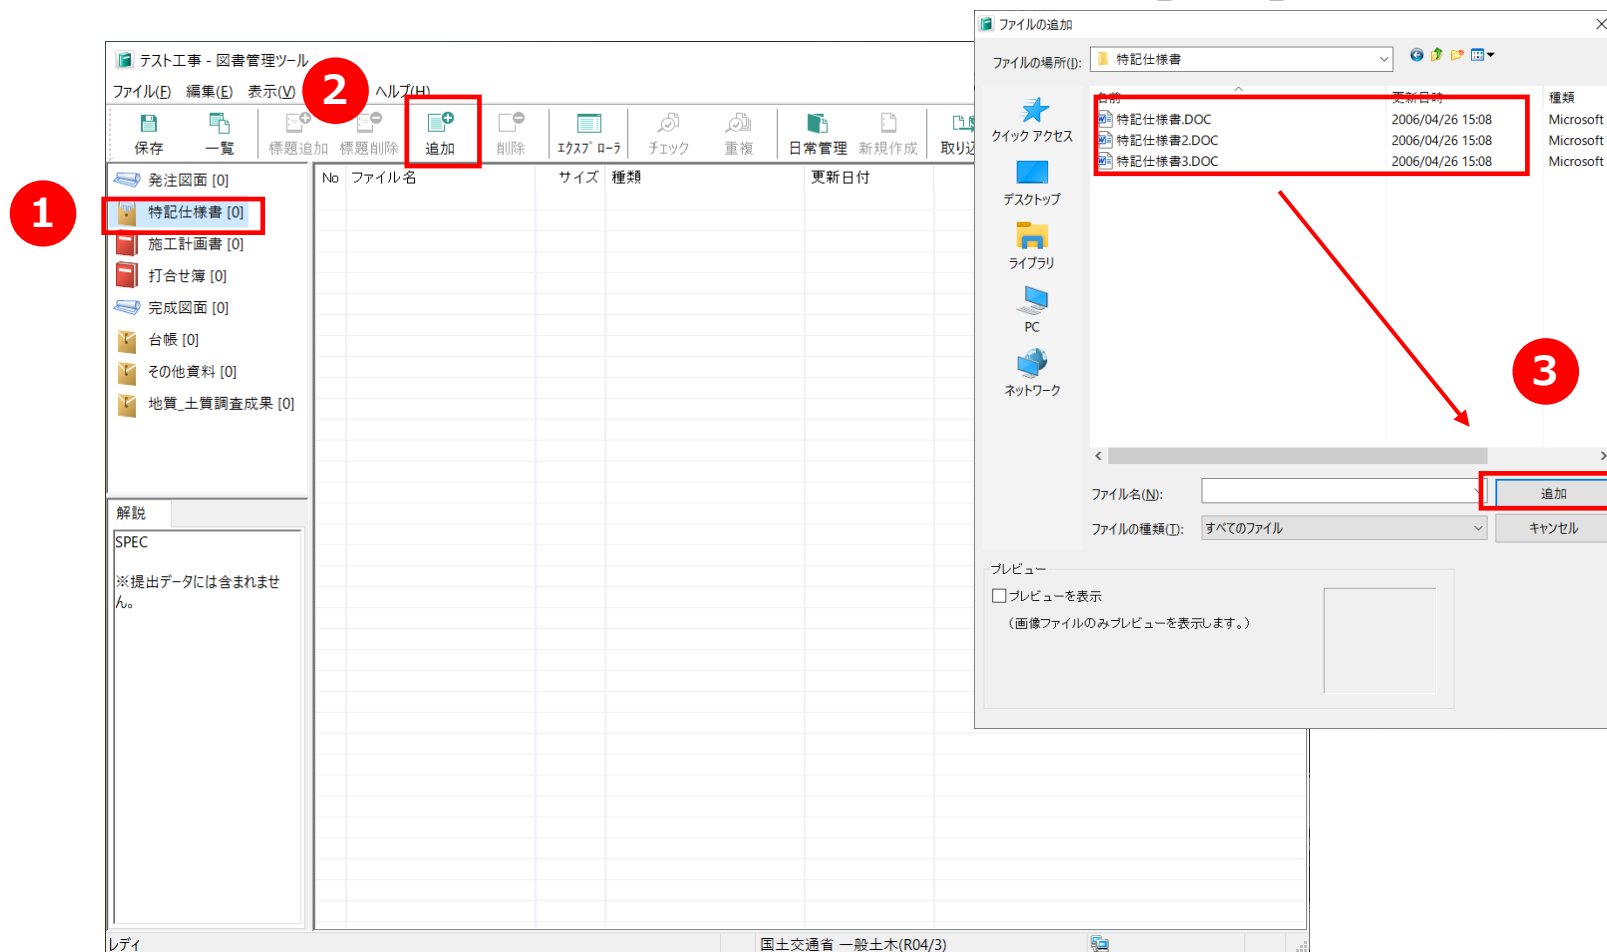 テスト工事 - 図書管理ツール
ファイル(F) 編集(E) 表示(V) ヘルプ(H)
2
保存 一覧 標題追加 標題削除 追加 削除 エクスプローラ チェック 重複 日常管理 新規作成 取り込
1
発注図面 [0]
特記仕様書 [0]
施工計画書 [0]
打合せ簿 [0]
完成図面 [0]
台帳 [0]
その他資料 [0]
地質_土質調査成果 [0]
No ファイル名 サイズ 種類 更新日付
解説
SPEC
※提出データには含まれませ
ん。
レディ 国土交通省 一般土木(R04/3)
ファイルの追加
ファイルの場所(I): 特記仕様書
クイック アクセス
デスクトップ
ライブラリ
PC
ネットワーク
名前 更新日時 種類
特記仕様書.DOC 2006/04/26 15:08 Microsoft
特記仕様書2.DOC 2006/04/26 15:08 Microsoft
特記仕様書3.DOC 2006/04/26 15:08 Microsoft
3
ファイル名(N): 追加
ファイルの種類(T): すべてのファイル キャンセル
プレビュー
プレビューを表示
（画像ファイルのみプレビューを表示します。）